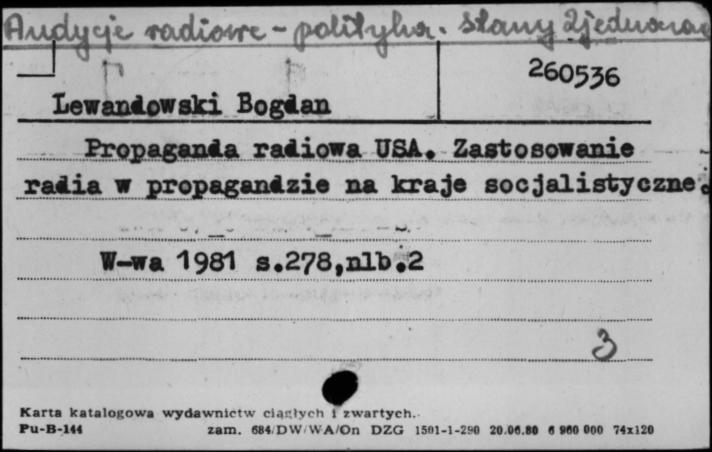 Audycje radiowe - polityka. Stany Zjednoczo
260536
Lewandowski Bogdan
Propaganda radiowa USA. Zastosowanie
radia w propagandzie na kraje socjalistyczne.
W-wa 1981 s.278,nlb.2
3
Karta katalogowa wydawnictw ciągłych i zwartych.
Pu-B-144 zam. 684/DW/WA/On DZG 1501-1-290 20.06.80 6 960 000 74x120